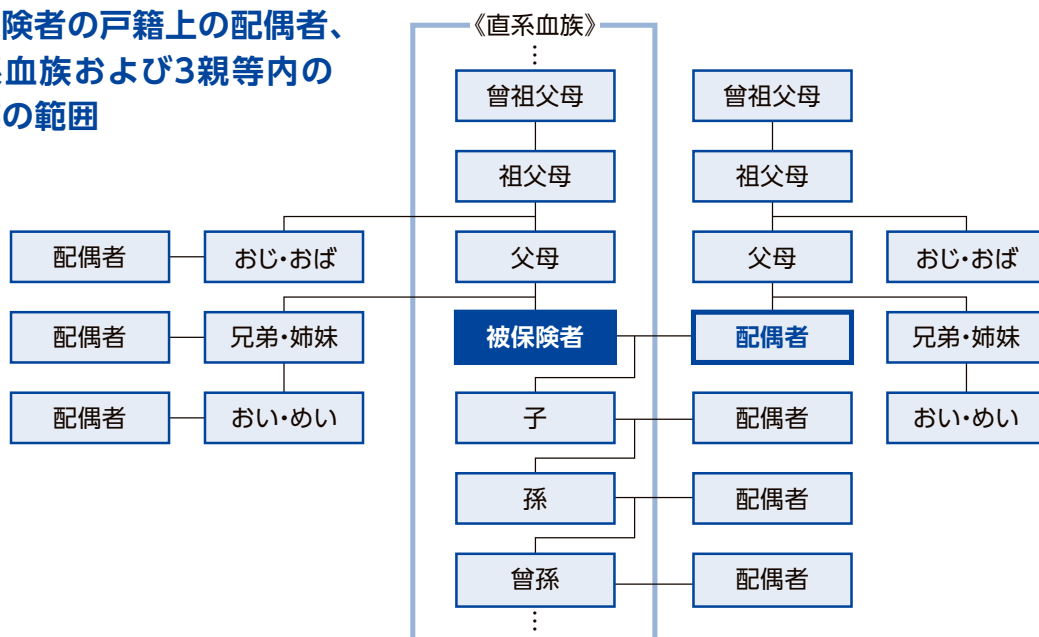 険者の戸籍上の配偶者、
血族および3親等内の
の範囲
《直系血族》
⋮
曾祖父母
曾祖父母
祖父母
祖父母
配偶者
おじ・おば
父母
父母
おじ・おば
配偶者
兄弟・姉妹
被保険者
配偶者
兄弟・姉妹
配偶者
おい・めい
子
配偶者
おい・めい
孫
配偶者
曾孫
配偶者
⋮